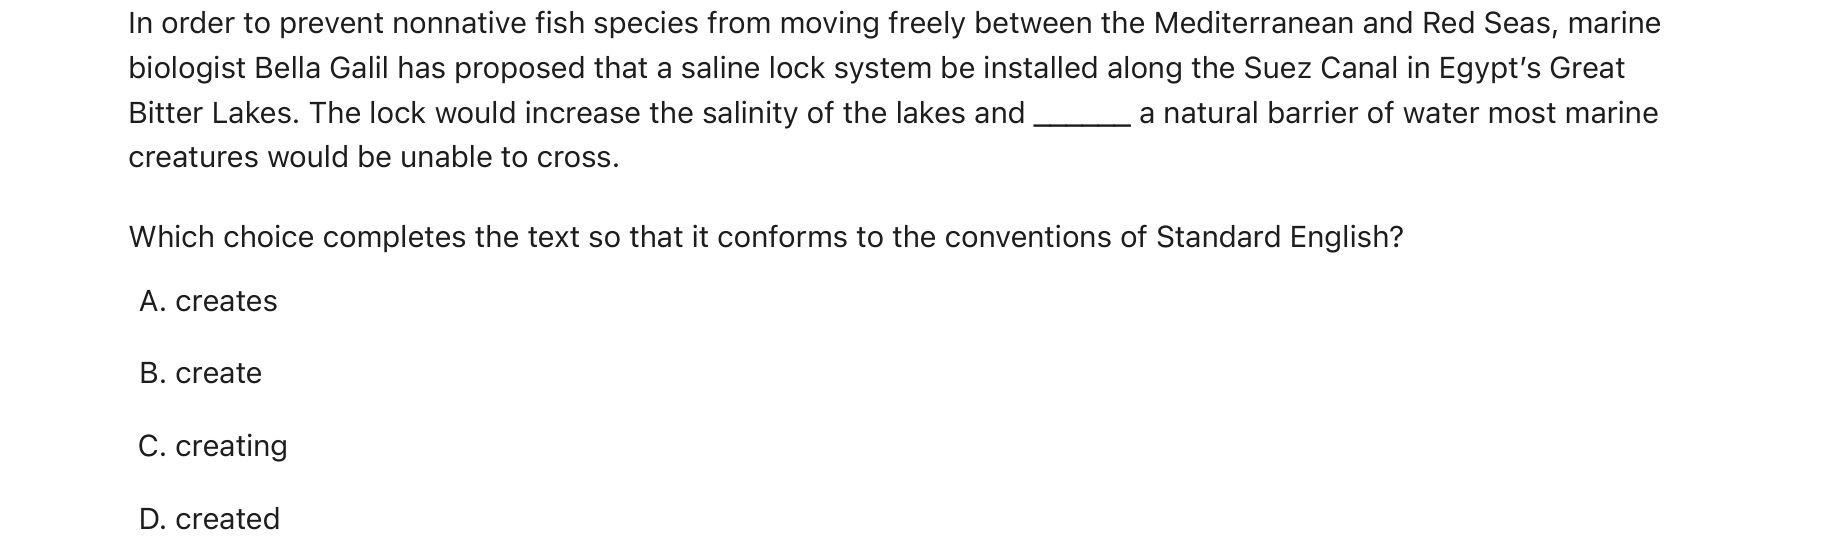 In order to prevent nonnative fish species from moving freely between the Mediterranean and Red Seas, marine
biologist Bella Galil has proposed that a saline lock system be installed along the Suez Canal in Egypt’s Great
Bitter Lakes. The lock would increase the salinity of the lakes and ______ a natural barrier of water most marine
creatures would be unable to cross.
Which choice completes the text so that it conforms to the conventions of Standard English?
A. creates
B. create
C. creating
D. created